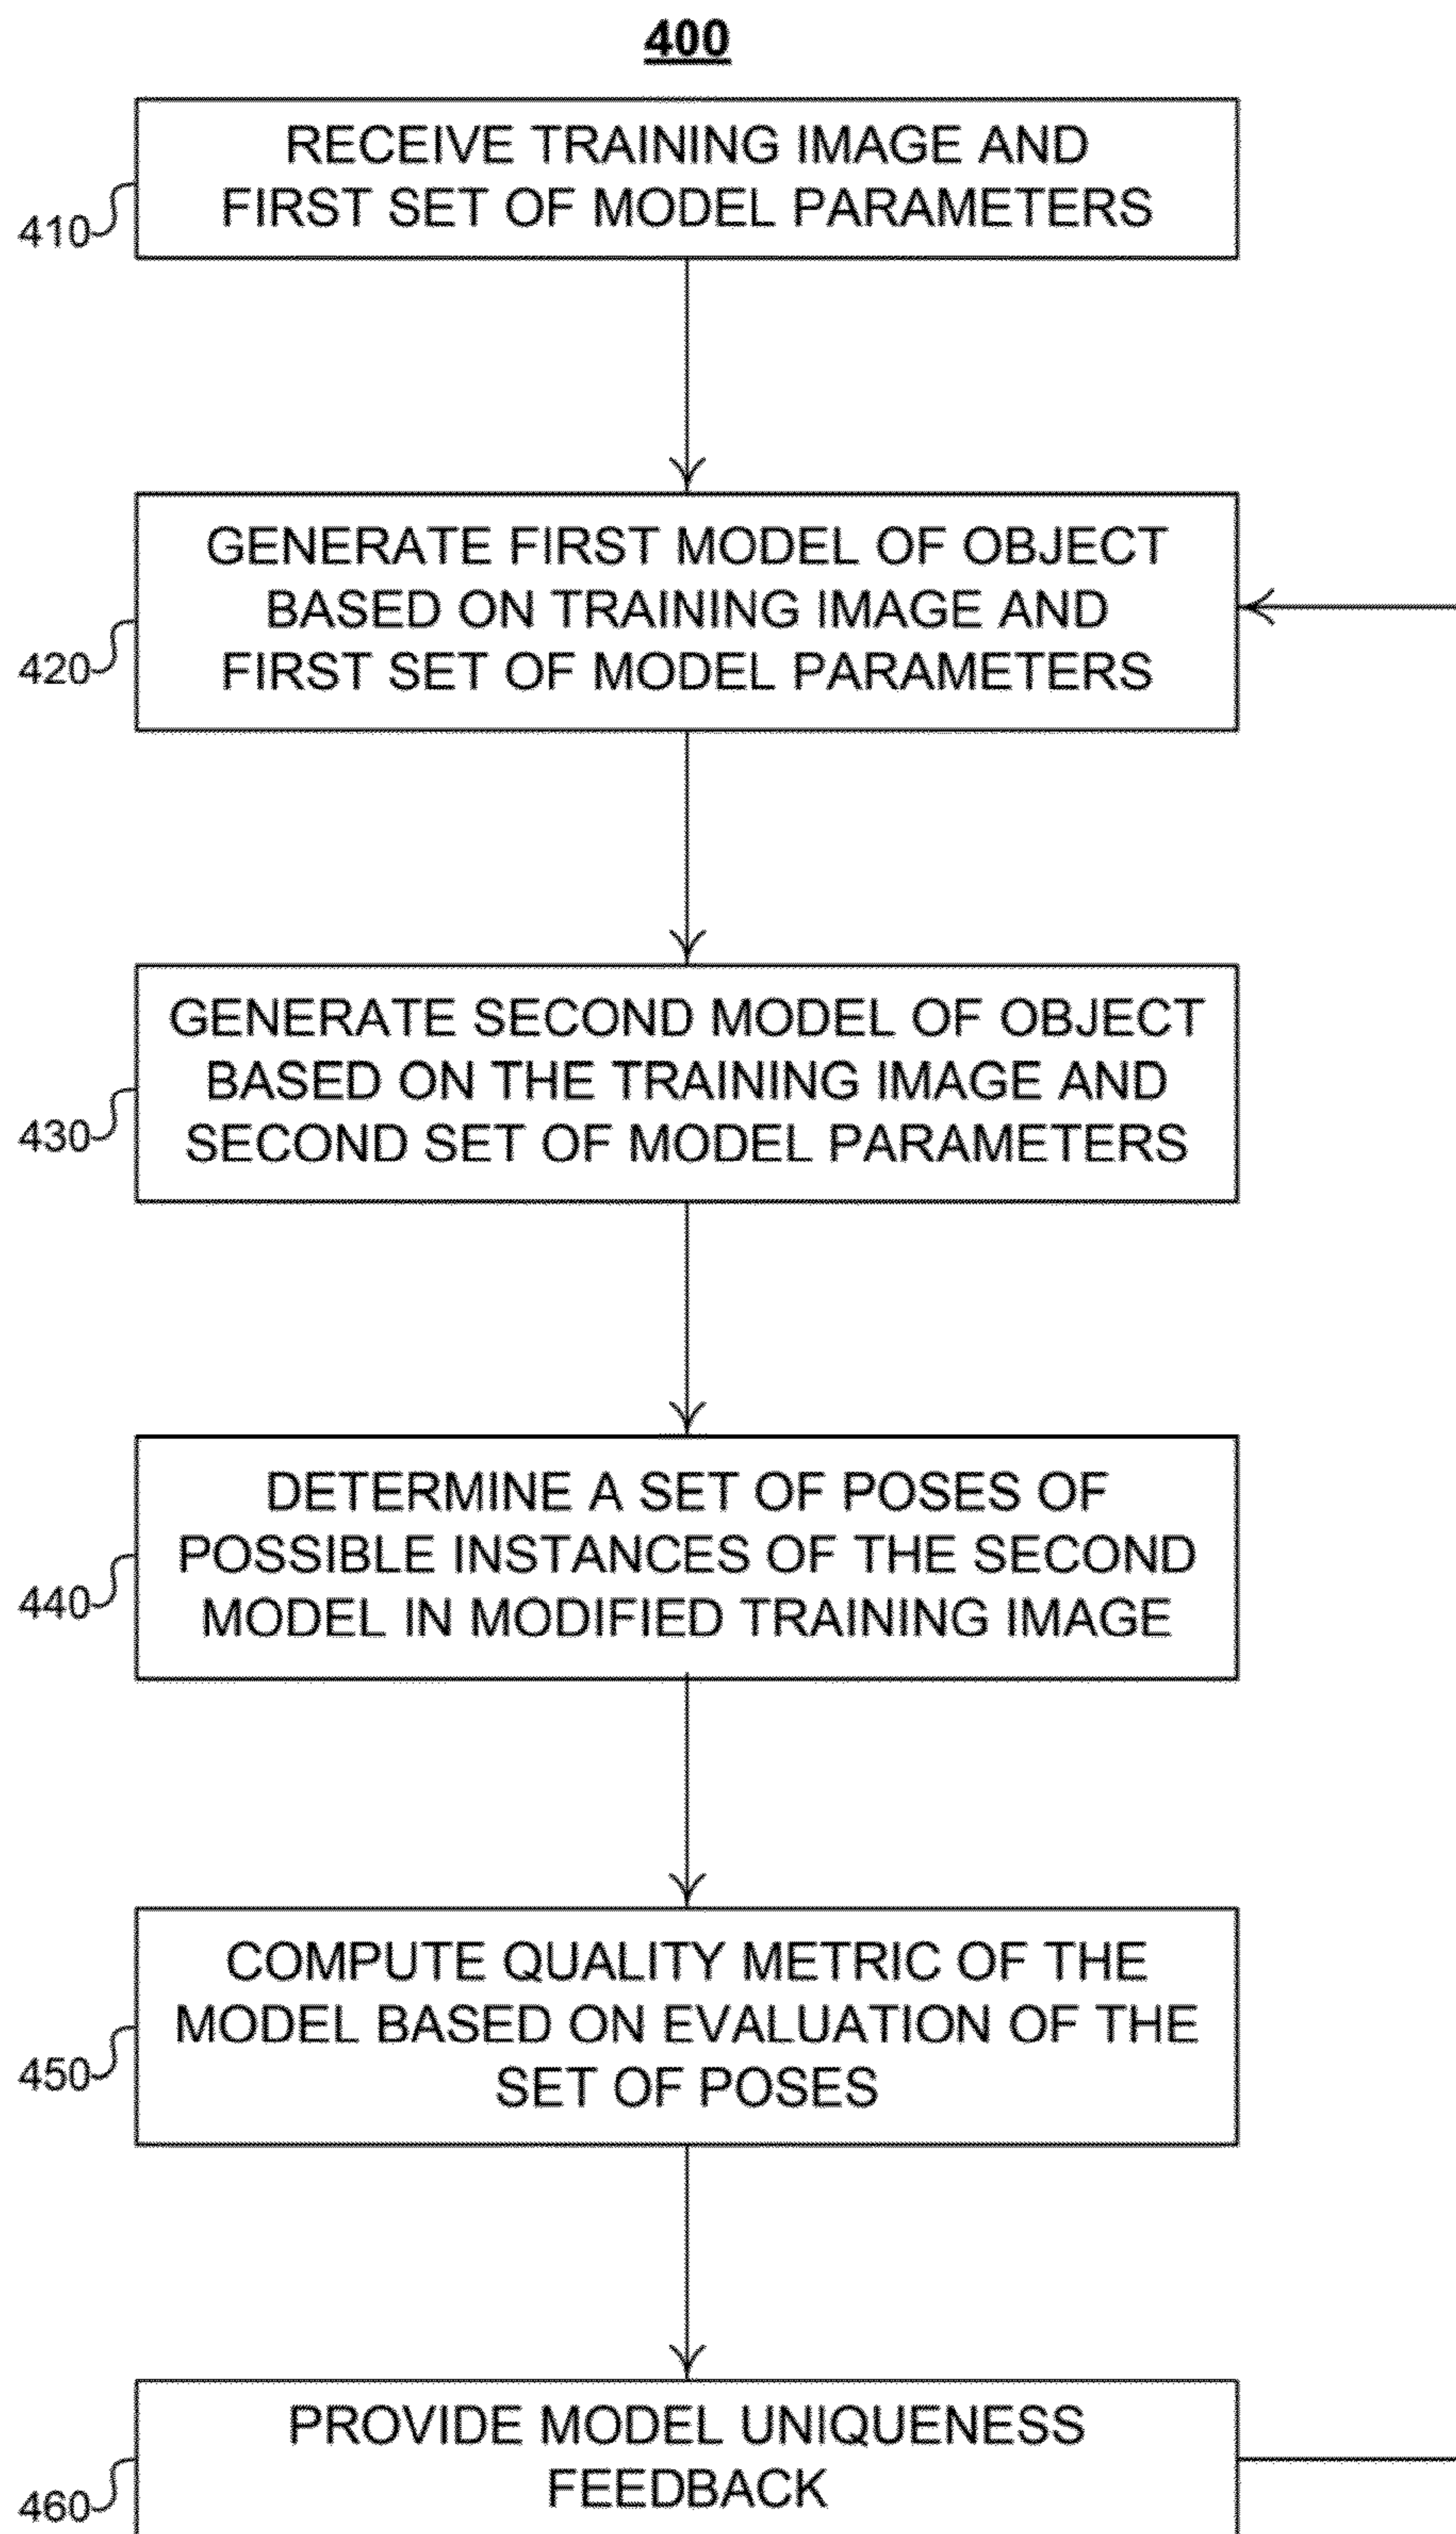 400
RECEIVE TRAINING IMAGE AND
FIRST SET OF MODEL PARAMETERS
410
GENERATE FIRST MODEL OF OBJECT
BASED ON TRAINING IMAGE AND
FIRST SET OF MODEL PARAMETERS
420
GENERATE SECOND MODEL OF OBJECT
BASED ON THE TRAINING IMAGE AND
SECOND SET OF MODEL PARAMETERS
430
DETERMINE A SET OF POSES OF
POSSIBLE INSTANCES OF THE SECOND
MODEL IN MODIFIED TRAINING IMAGE
440
COMPUTE QUALITY METRIC OF THE
MODEL BASED ON EVALUATION OF THE
SET OF POSES
450
PROVIDE MODEL UNIQUENESS
FEEDBACK
460